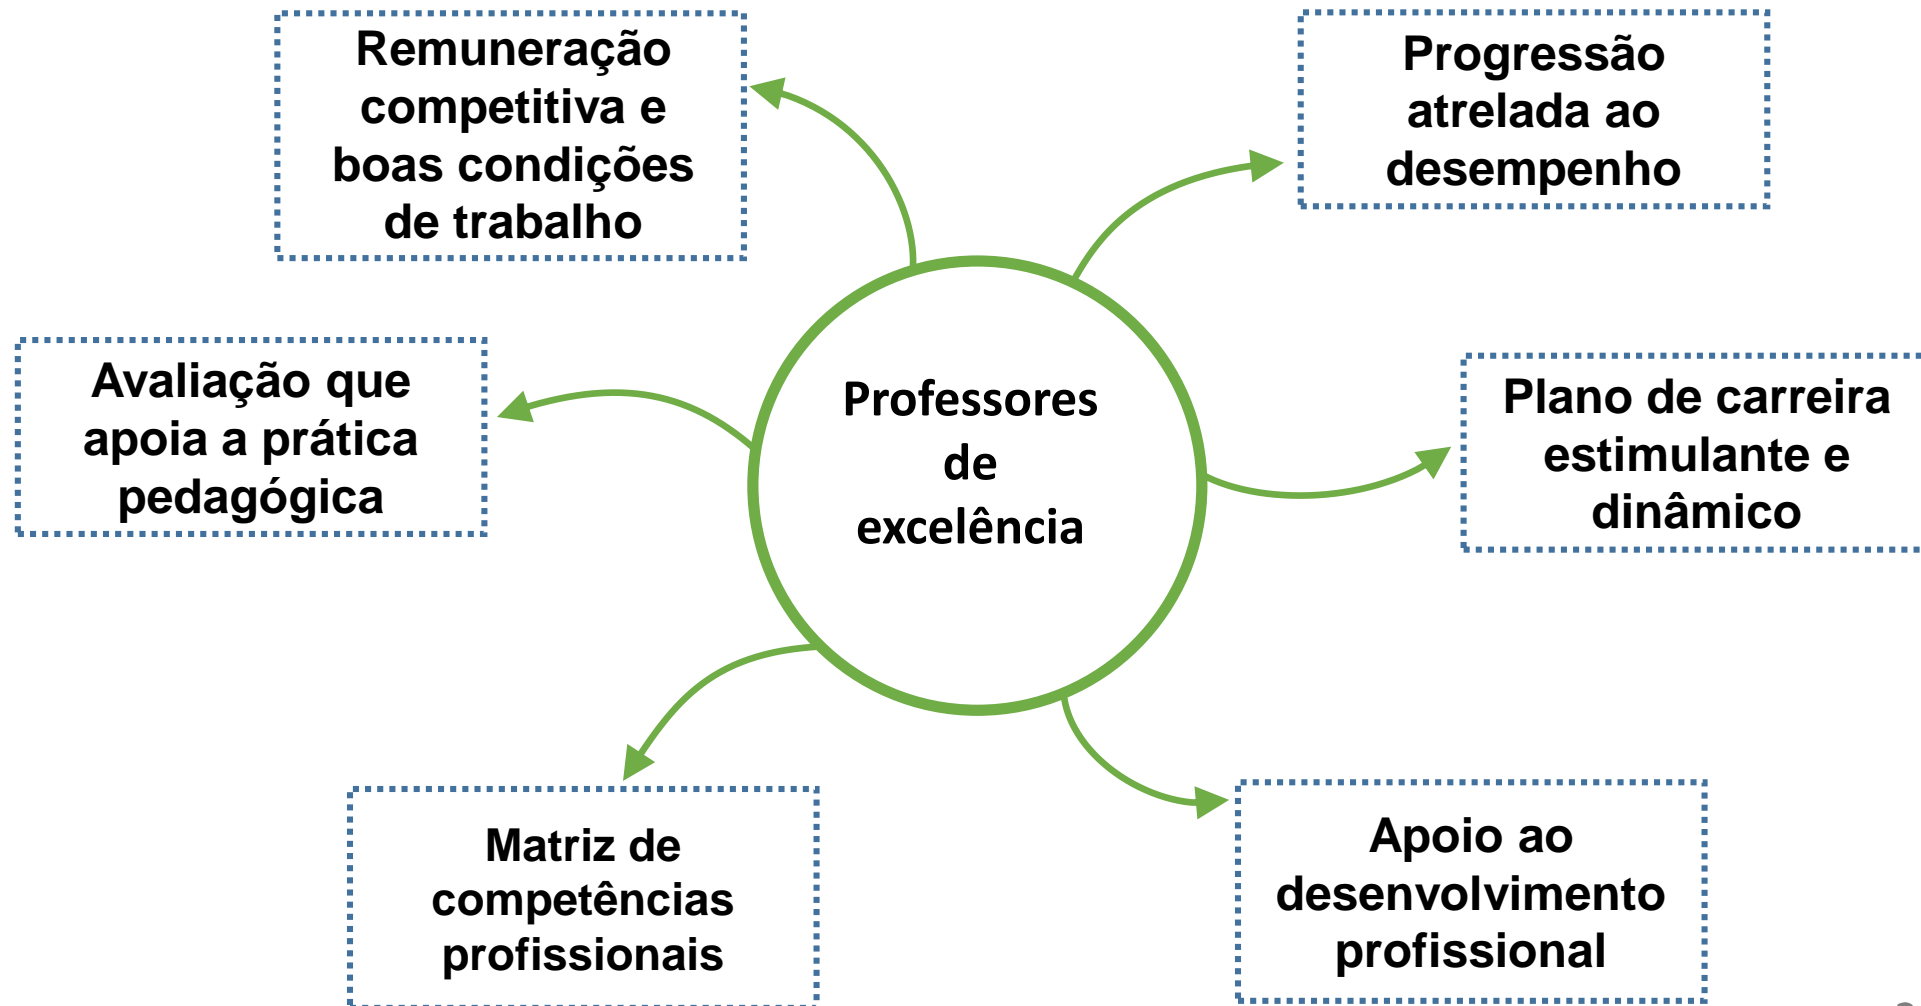 Remuneração
competitiva e
boas condições
de trabalho
Progressão
atrelada ao
desempenho
Avaliação que
apoia a prática
pedagógica
Professores
de
excelência
Plano de carreira
estimulante e
dinâmico
Matriz de
competências
profissionais
Apoio ao
desenvolvimento
profissional